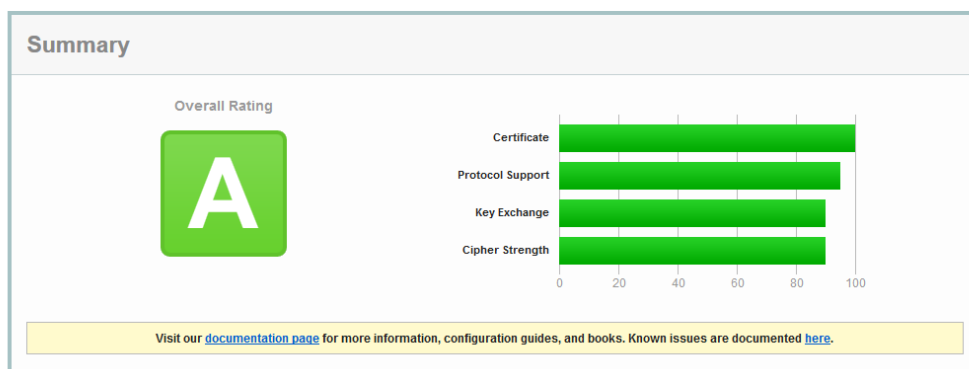 Summary
Overall Rating
A
Certificate
Protocol Support
Key Exchange
Cipher Strength
0 20 40 60 80 100
Visit our documentation page for more information, configuration guides, and books. Known issues are documented here.